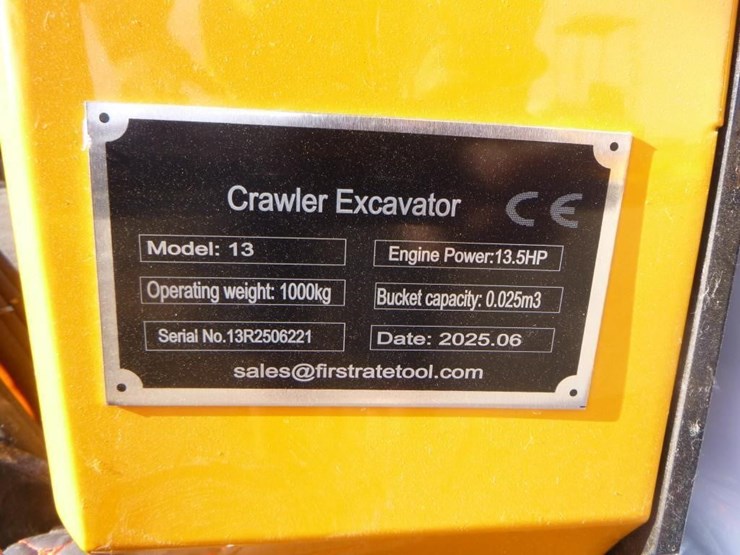 Crawler Excavator CE
Model: 13
Engine Power:13.5HP
Operating weight: 1000kg
Bucket capacity: 0.025m3
Serial No.13R2506221
Date: 2025.06
sales@firstratetool.com